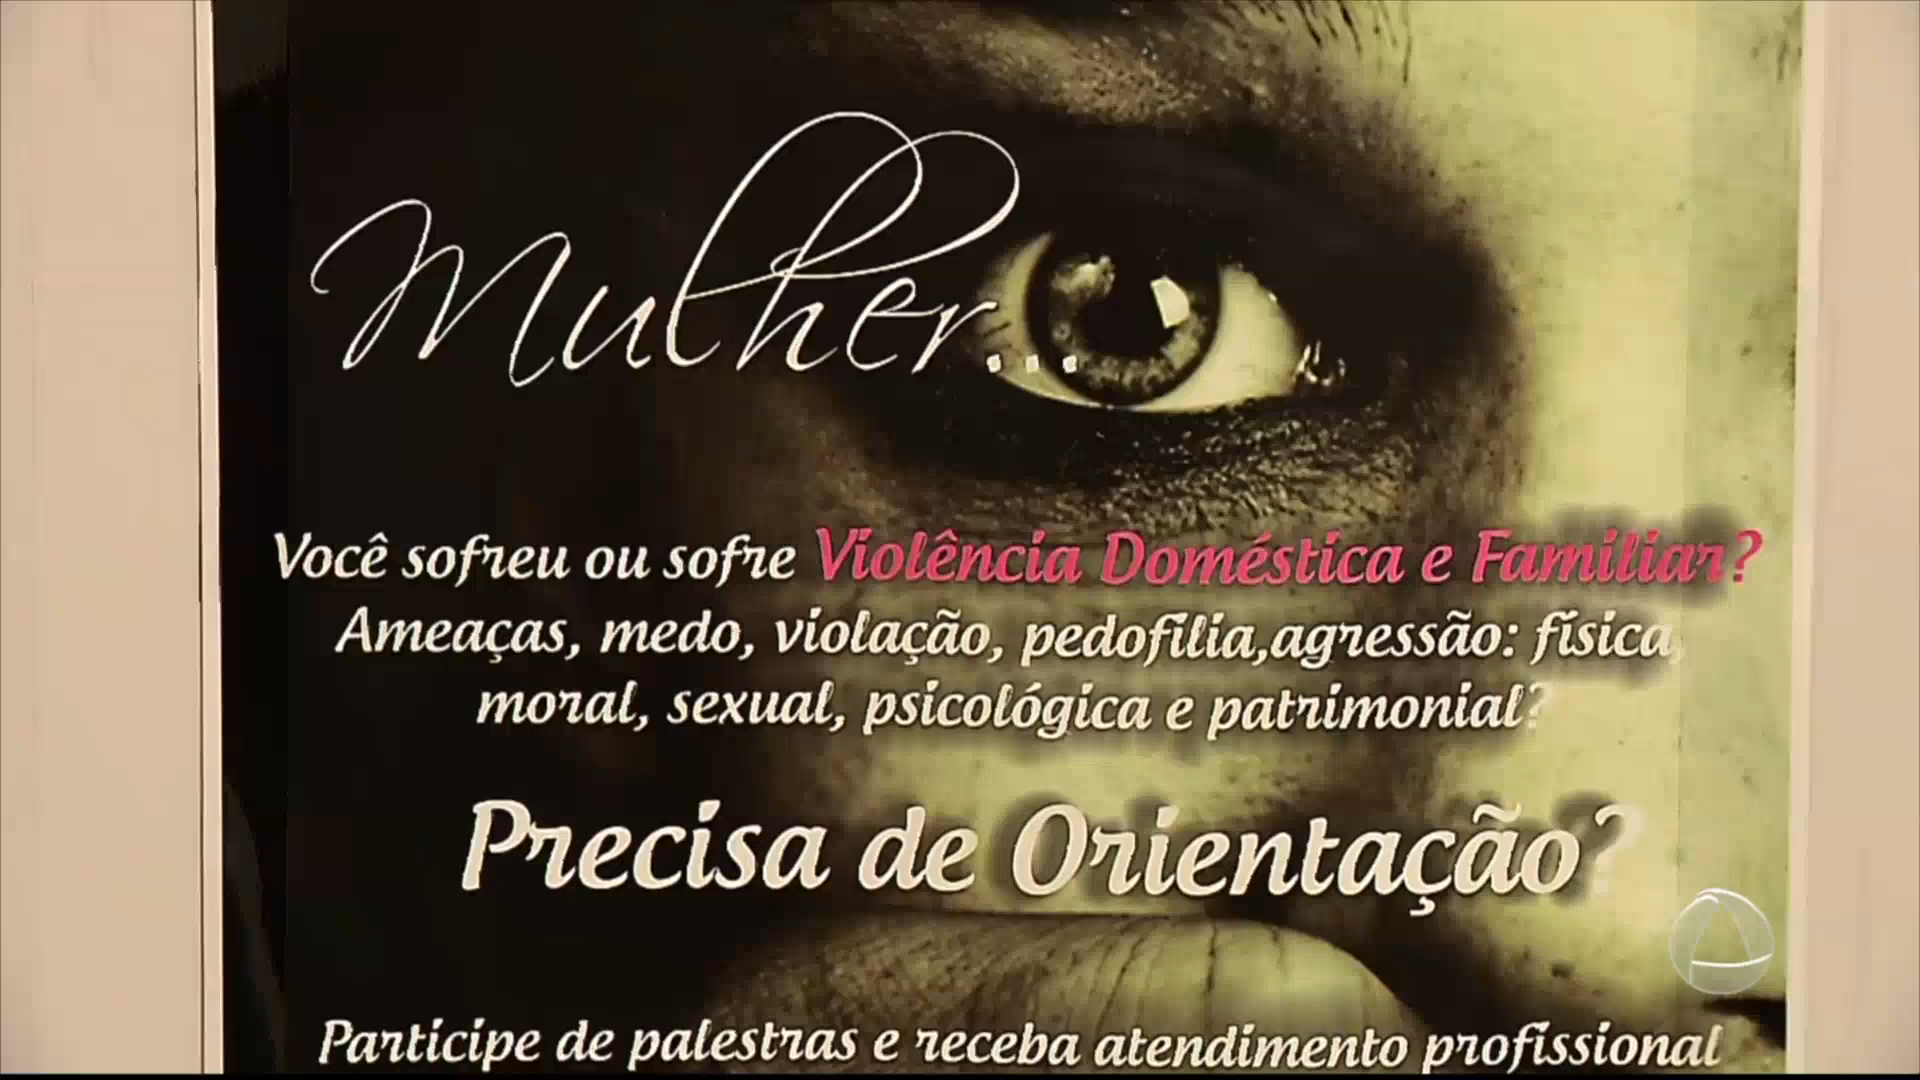 Mulher...
Você sofreu ou sofre Violência Doméstica e Familiar?
Ameaças, medo, violação, pedofilia,agressão: física,
moral, sexual, psicológica e patrimonial?
Precisa de Orientação?
Participe de palestras e receba atendimento profissional